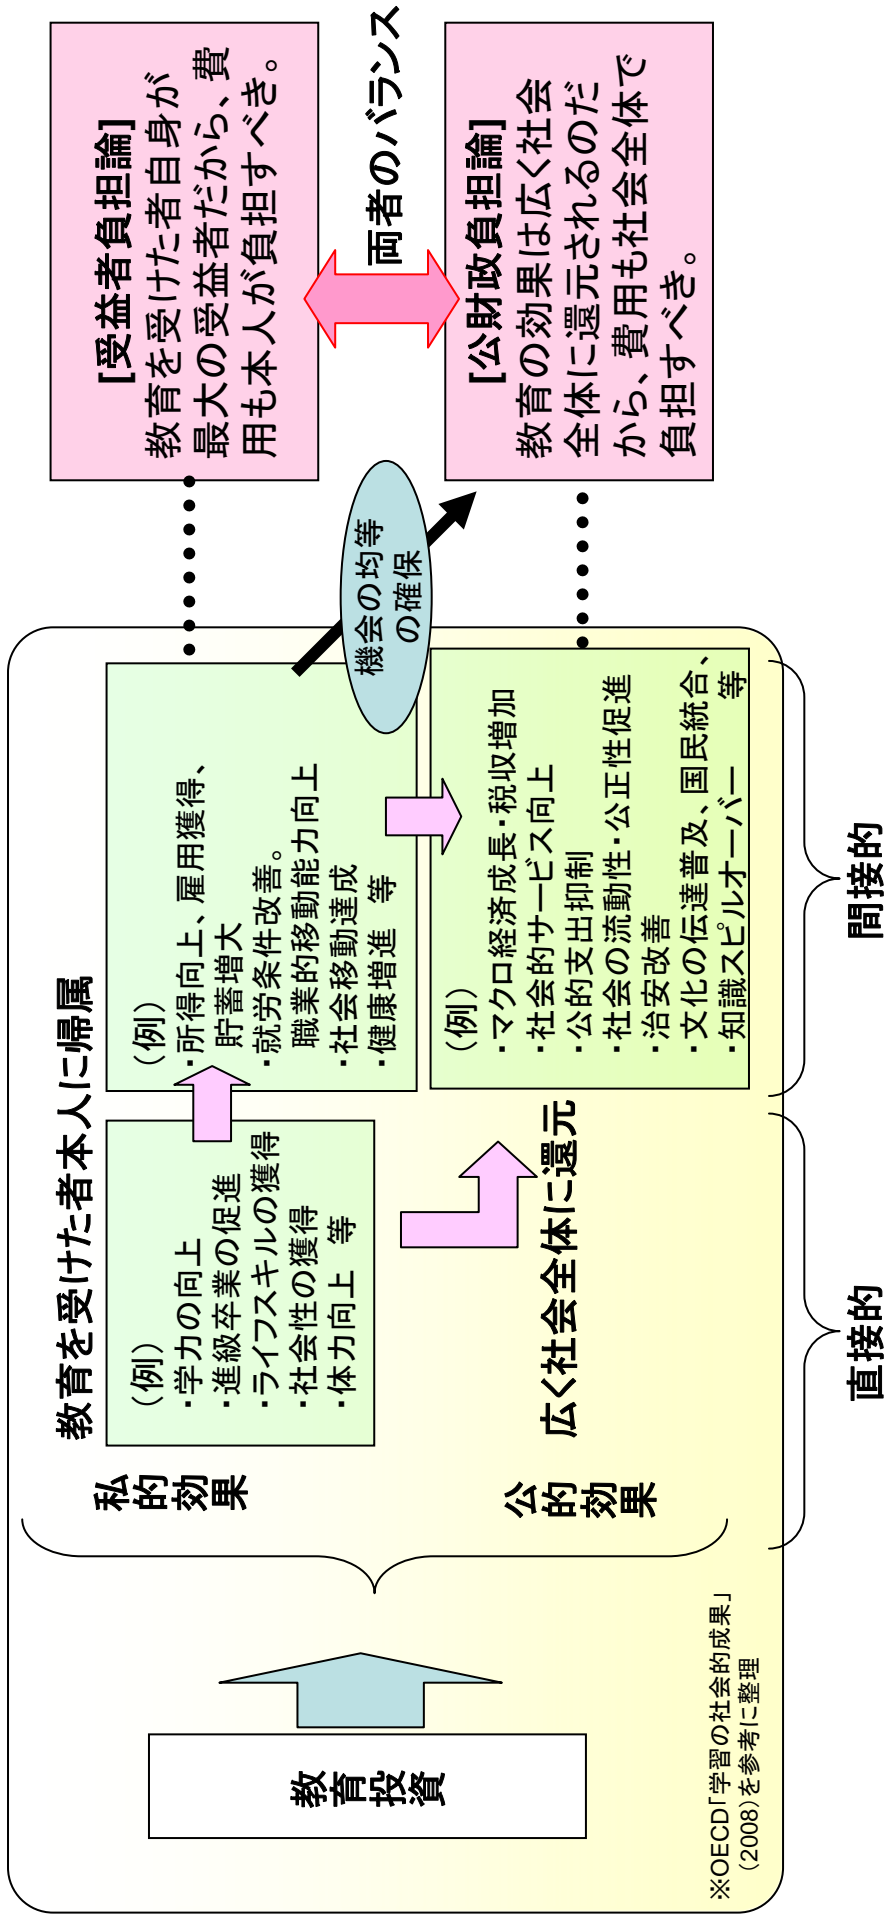 教育投資
私的効果
教育を受けた者本人に帰属
(例)
・学力の向上
・進級卒業の促進
・ライフスキルの獲得
・社会性の獲得
・体力向上 等
(例)
・所得向上、雇用獲得、
貯蓄増大
・就労条件改善。
職業的移動能力向上
・社会移動達成
・健康増進 等
公的効果
広く社会全体に還元
(例)
・マクロ経済成長・税収増加
・社会的サービス向上
・公的支出抑制
・社会の流動性・公正性促進
・治安改善
・文化の伝達普及、国民統合、
・知識スピルオーバー 等
機会の均等
の確保
[受益者負担論]
教育を受けた者自身が
最大の受益者だから、費
用も本人が負担すべき。
両者のバランス
[公財政負担論]
教育の効果は広く社会
全体に還元されるのだ
から、費用も社会全体で
負担すべき。
直接的
間接的
※OECD「学習の社会的成果」
(2008)を参考に整理